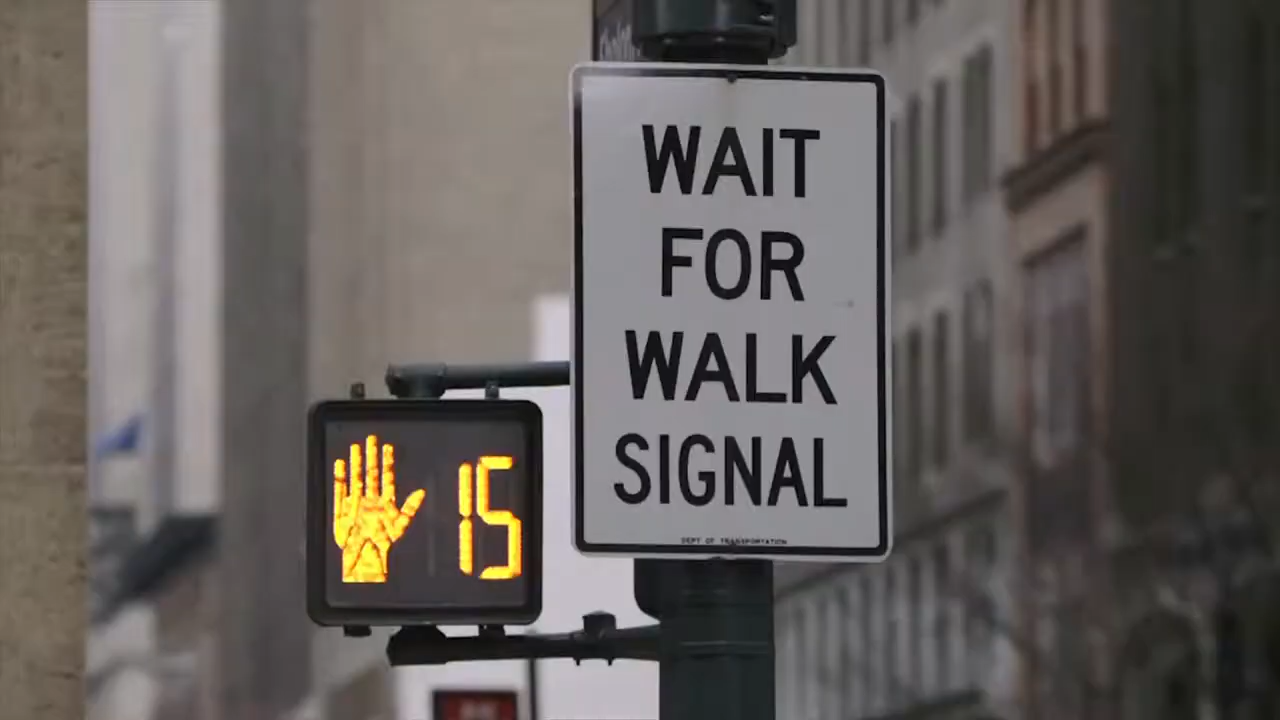 WAIT
FOR
WALK
SIGNAL
DEPT OF TRANSPORTATION
15